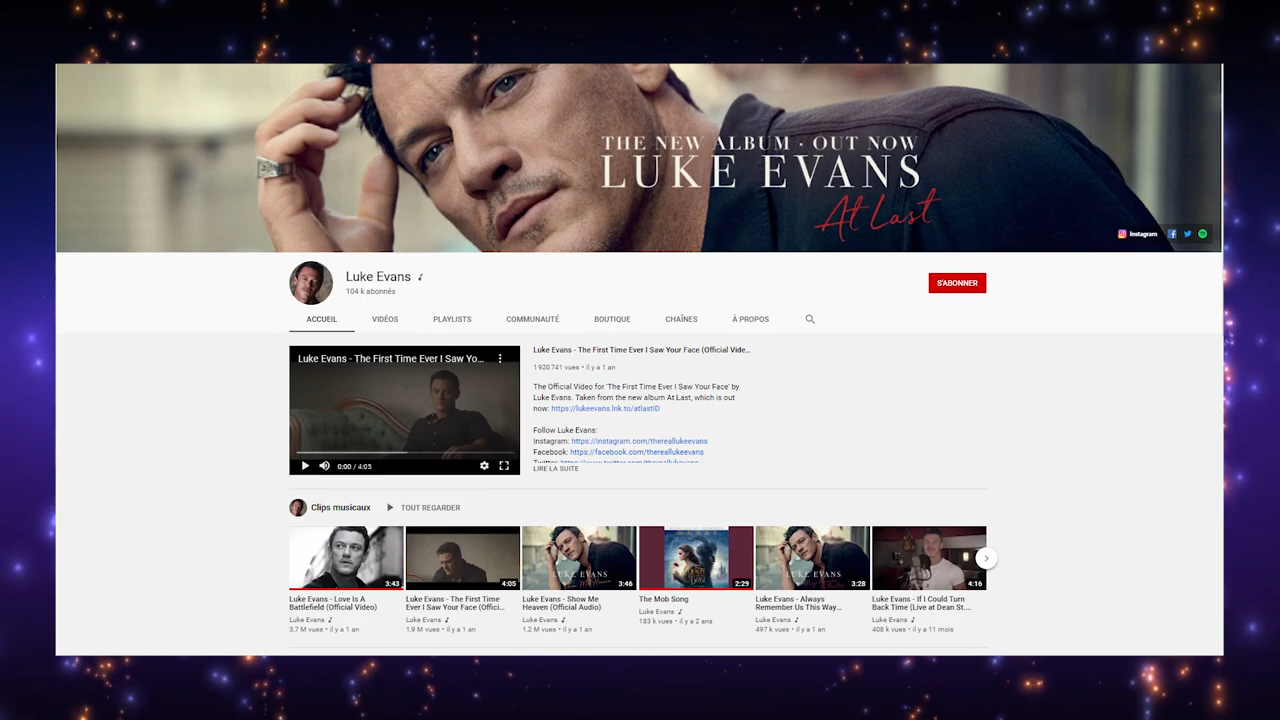 THE NEW ALBUM · OUT NOW
LUKE EVANS
At Last
Instagram
Luke Evans
104 k abonnés
S'ABONNER
ACCUEIL VIDÉOS PLAYLISTS COMMUNAUTÉ BOUTIQUE CHAÎNES À PROPOS
Luke Evans - The First Time Ever I Saw Yo...
0:00 / 4:05
Luke Evans - The First Time Ever I Saw Your Face (Official Vide...
1 920 741 vues • il y a 1 an
The Official Video for 'The First Time Ever I Saw Your Face' by
Luke Evans. Taken from the new album At Last, which is out
now: https://lukeevans.lnk.to/atlastID
Follow Luke Evans:
Instagram: https://instagram.com/thereallukeevans
Facebook: https://facebook.com/thereallukeevans
Twitter: https://www.twitter.com/thereallukeevans
LIRE LA SUITE
Clips musicaux TOUT REGARDER
3:43
4:05
LUKE EVANS
3:46
2:29
LUKE EVANS
3:28
4:16
Luke Evans - Love Is A
Battlefield (Official Video)
Luke Evans
3,7 M vues • il y a 1 an
Luke Evans - The First Time
Ever I Saw Your Face (Offici...
Luke Evans
1,9 M vues • il y a 1 an
Luke Evans - Show Me
Heaven (Official Audio)
Luke Evans
1,2 M vues • il y a 1 an
The Mob Song
Luke Evans
183 k vues • il y a 2 ans
Luke Evans - Always
Remember Us This Way...
Luke Evans
497 k vues • il y a 1 an
Luke Evans - If I Could Turn
Back Time (Live at Dean St....
Luke Evans
408 k vues • il y a 11 mois